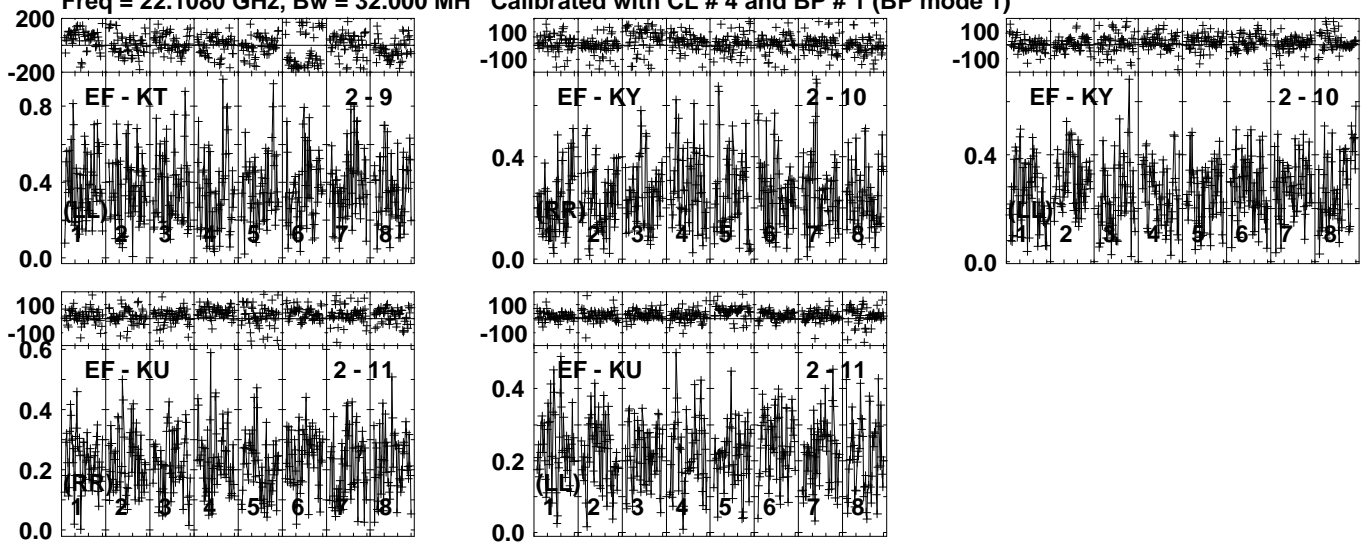 Freq = 22.1080 GHz, Bw = 32.000 MH Calibrated with CL # 4 and BP # 1 (BP mode 1)
200
-200
0.8
0.4
0.0
EF - KT 2 - 9
(LL)
1 2 3 4 5 6 7 8
100
-100
0.4
0.0
EF - KY 2 - 10
(RR)
1 2 3 4 5 6 7 8
100
-100
0.4
0.0
EF - KY 2 - 10
(LL)
1 2 3 4 5 6 7 8
100
-100
0.6
0.4
0.2
0.0
EF - KU 2 - 11
(RR)
1 2 3 4 5 6 7 8
100
-100
0.4
0.3
0.2
0.1
0.0
EF - KU 2 - 11
(LL)
1 2 3 4 5 6 7 8